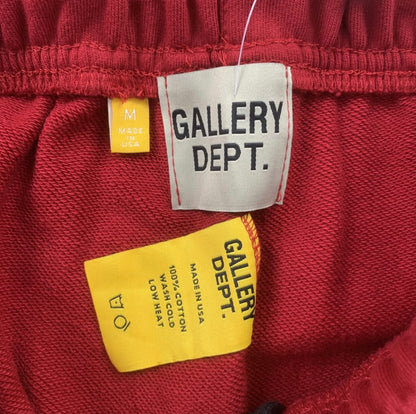 M
MADE
IN
USA
GALLERY
DEPT.
GALLERY
DEPT.
MADE IN USA
100% COTTON
WASH COLD
LOW HEAT